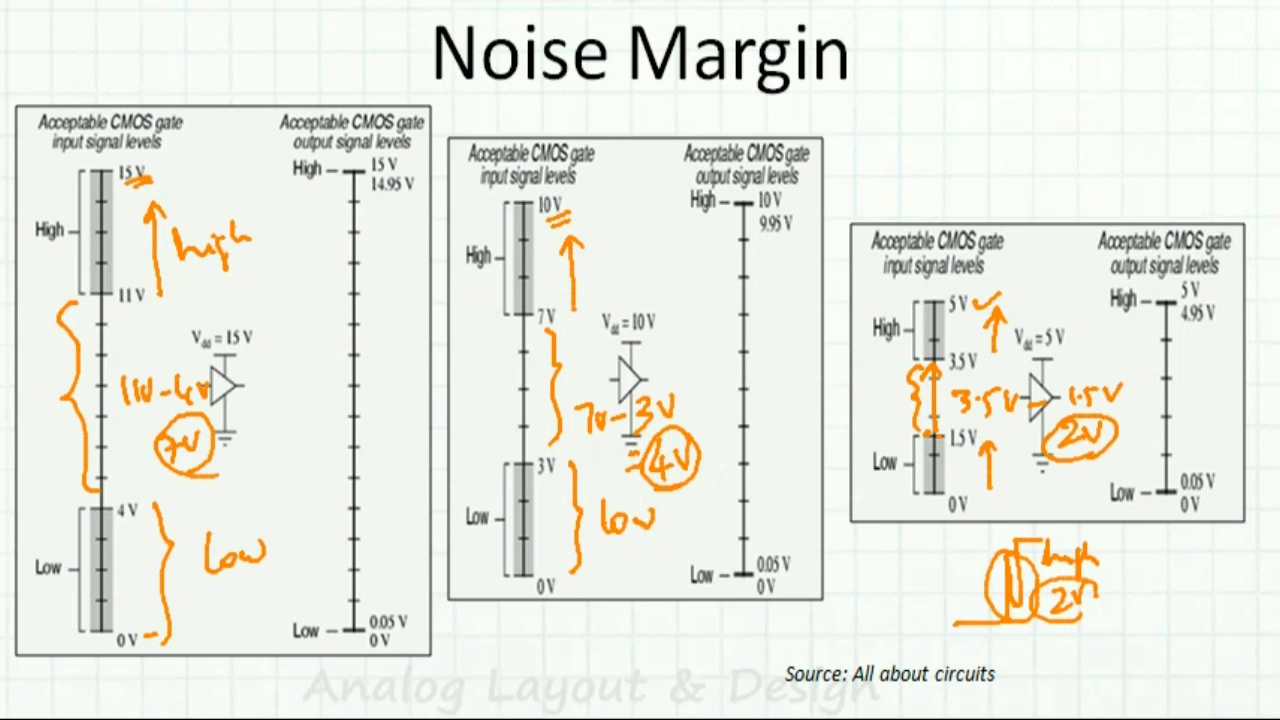 Noise Margin
Acceptable CMOS gate
input signal levels
Acceptable CMOS gate
output signal levels
15 V
High
11 V
4 V
Low
0 V
High
15 V
14.95 V
Vdd = 15 V
Low
0.05 V
0 V
high
11V-4V
7V
Low
Acceptable CMOS gate
input signal levels
Acceptable CMOS gate
output signal levels
10 V
High
7 V
3 V
Low
0 V
High
10 V
9.95 V
Vdd = 10 V
Low
0.05 V
0 V
7V-3V
=4V
Low
Acceptable CMOS gate
input signal levels
Acceptable CMOS gate
output signal levels
5 V
High
3.5 V
1.5 V
Low
0V
High
5 V
4.95 V
Vdd = 5 V
Low
0.05 V
0 V
3.5V-1.5V
2V
high
2V
Source: All about circuits
Analog Layout & Design